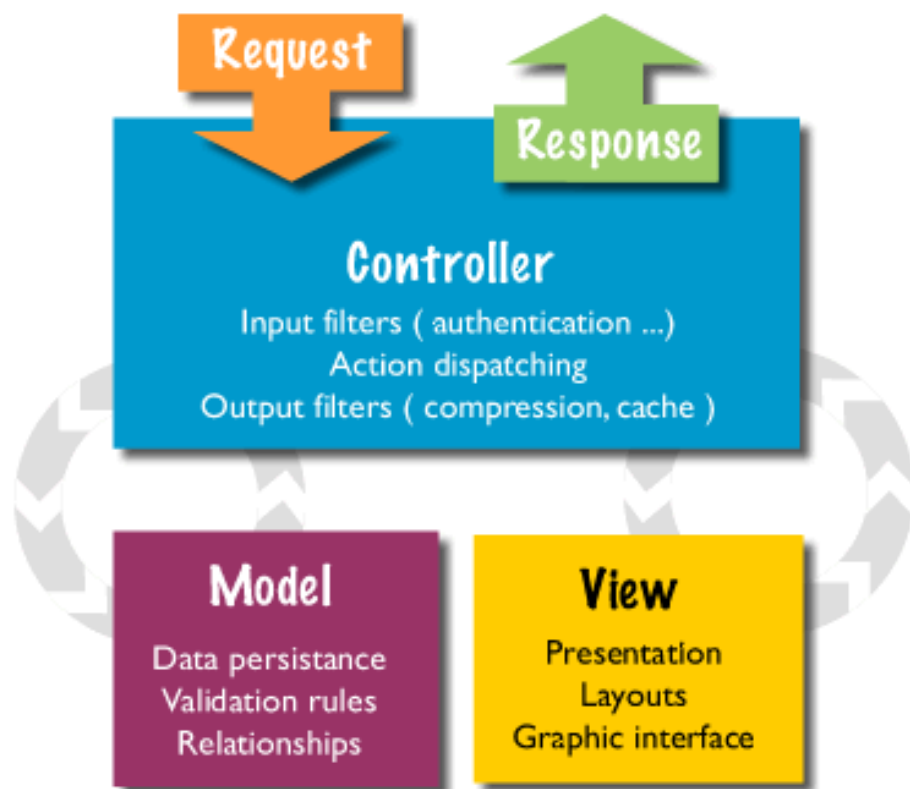 Request
Response
Controller
Input filters ( authentication ...)
Action dispatching
Output filters ( compression, cache )
Model
Data persistance
Validation rules
Relationships
View
Presentation
Layouts
Graphic interface